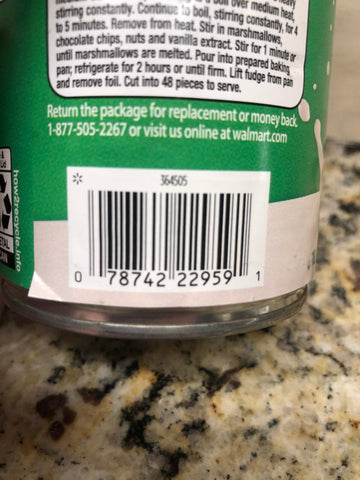 boil over medium heat,
stirring constantly. Continue to boil, stirring constantly, for 4
to 5 minutes. Remove from heat. Stir in marshmallows,
chocolate chips, nuts and vanilla extract. Stir for 1 minute or
until marshmallows are melted. Pour into prepared baking
pan; refrigerate for 2 hours or until firm. Lift fudge from pan
and remove foil. Cut into 48 pieces to serve.
Return the package for replacement or money back.
1-877-505-2267 or visit us online at walmart.com
how2recycle.info
* 364505
0 78742 22959 1